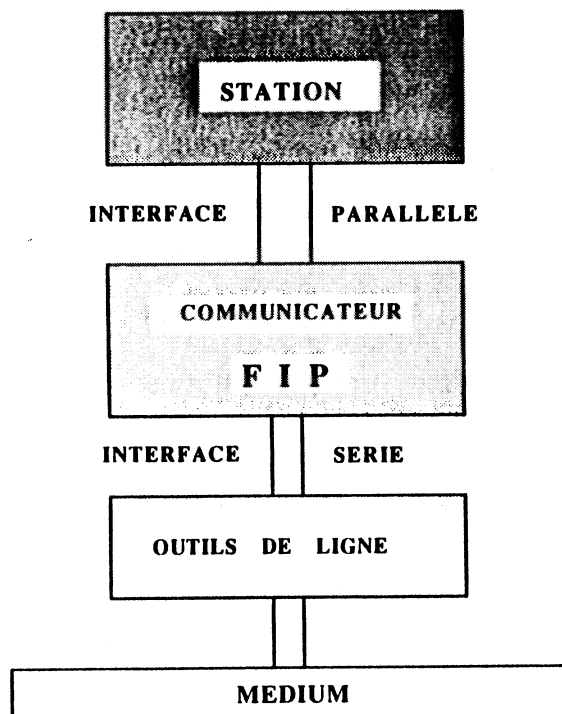 STATION
INTERFACE PARALLELE
COMMUNICATEUR
F I P
INTERFACE SERIE
OUTILS DE LIGNE
MEDIUM